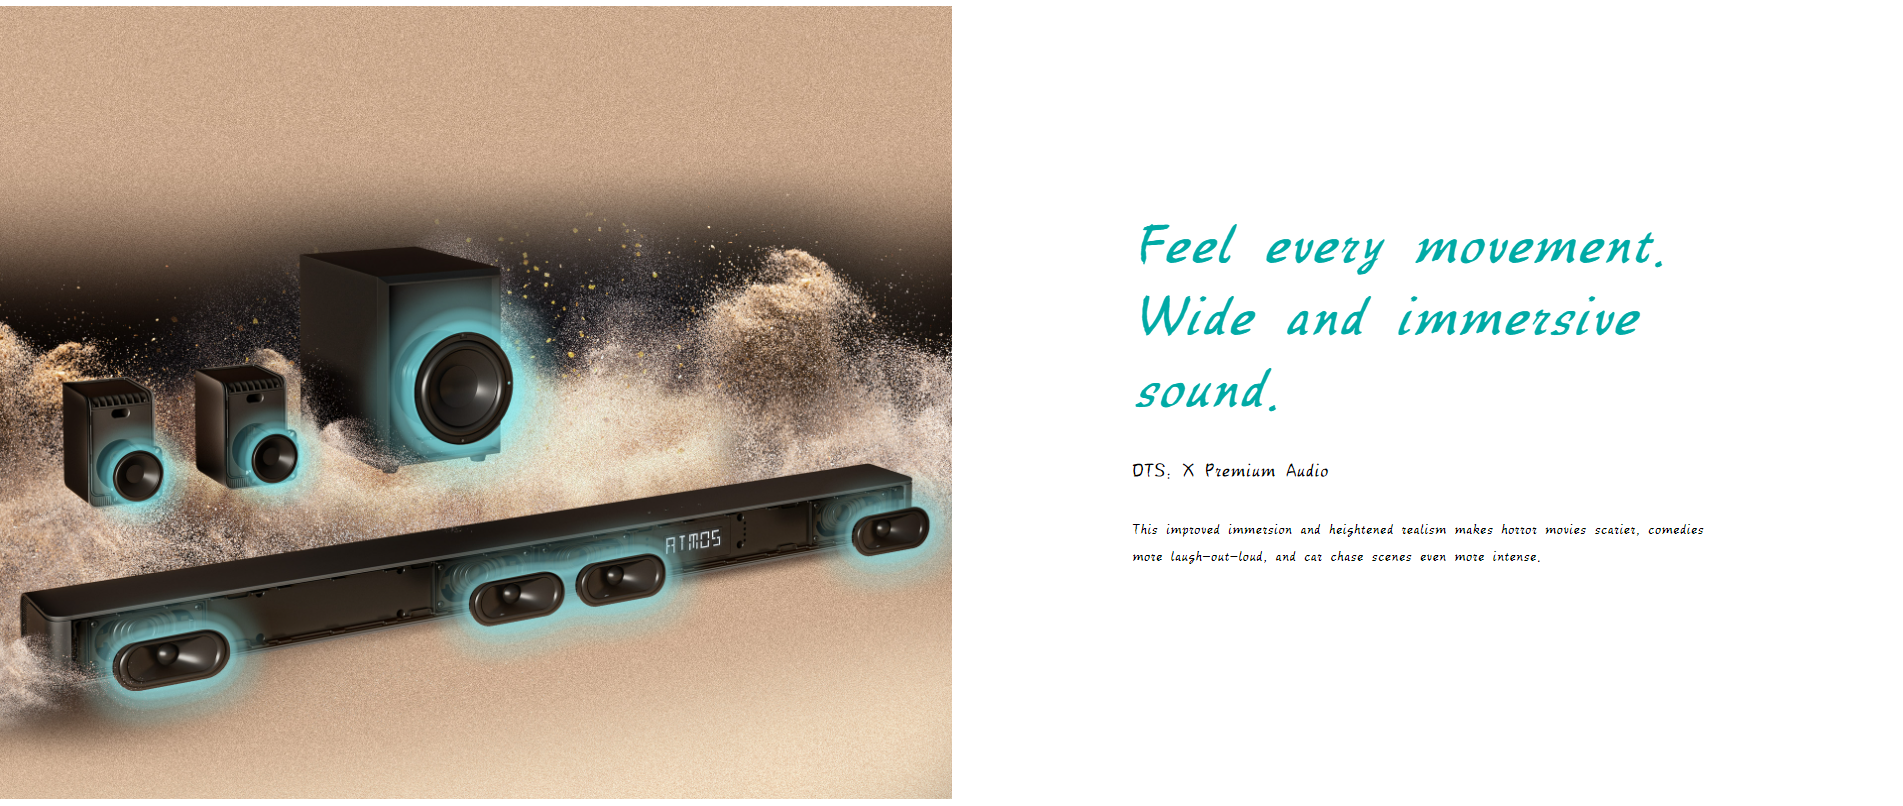 ATMOS
Feel every movement.
Wide and immersive
sound.
DTS: X Premium Audio
This improved immersion and heightened realism makes horror movies scarier, comedies
more laugh-out-loud, and car chase scenes even more intense.